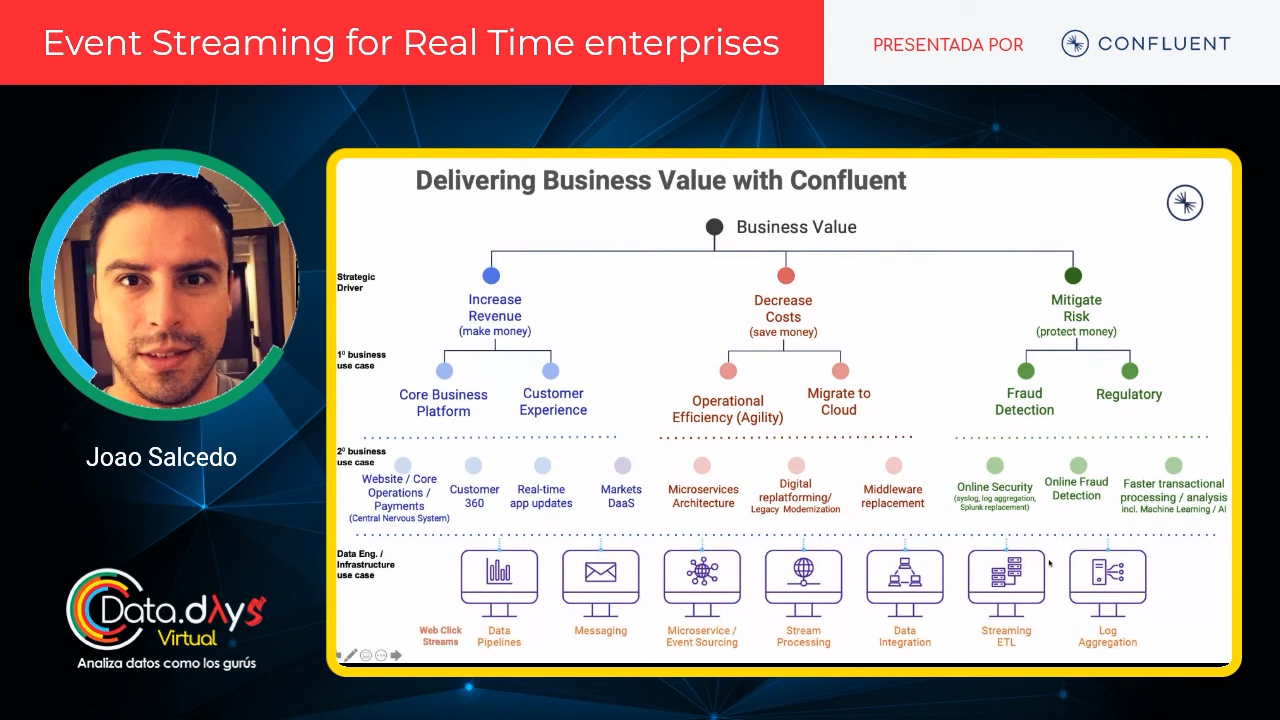 Event Streaming for Real Time enterprises
PRESENTADA POR
CONFLUENT
Delivering Business Value with Confluent
Business Value
Strategic
Driver
Increase
Revenue
(make money)
Decrease
Costs
(save money)
Mitigate
Risk
(protect money)
1º business
use case
Core Business
Platform
Customer
Experience
Operational
Efficiency (Agility)
Migrate to
Cloud
Fraud
Detection
Regulatory
2º business
use case
Website / Core
Operations /
Payments
(Central Nervous System)
Customer
360
Real-time
app updates
Markets
DaaS
Microservices
Architecture
Digital
replatforming/
Legacy Modernization
Middleware
replacement
Online Security
(syslog, log aggregation,
Splunk replacement)
Online Fraud
Detection
Faster transactional
processing / analysis
incl. Machine Learning / AI
Data Eng. /
Infrastructure
use case
Web Click
Streams
Data
Pipelines
Messaging
Microservice /
Event Sourcing
Stream
Processing
Data
Integration
Streaming
ETL
Log
Aggregation
Joao Salcedo
Data.dAys
Virtual
Analiza datos como los gurús